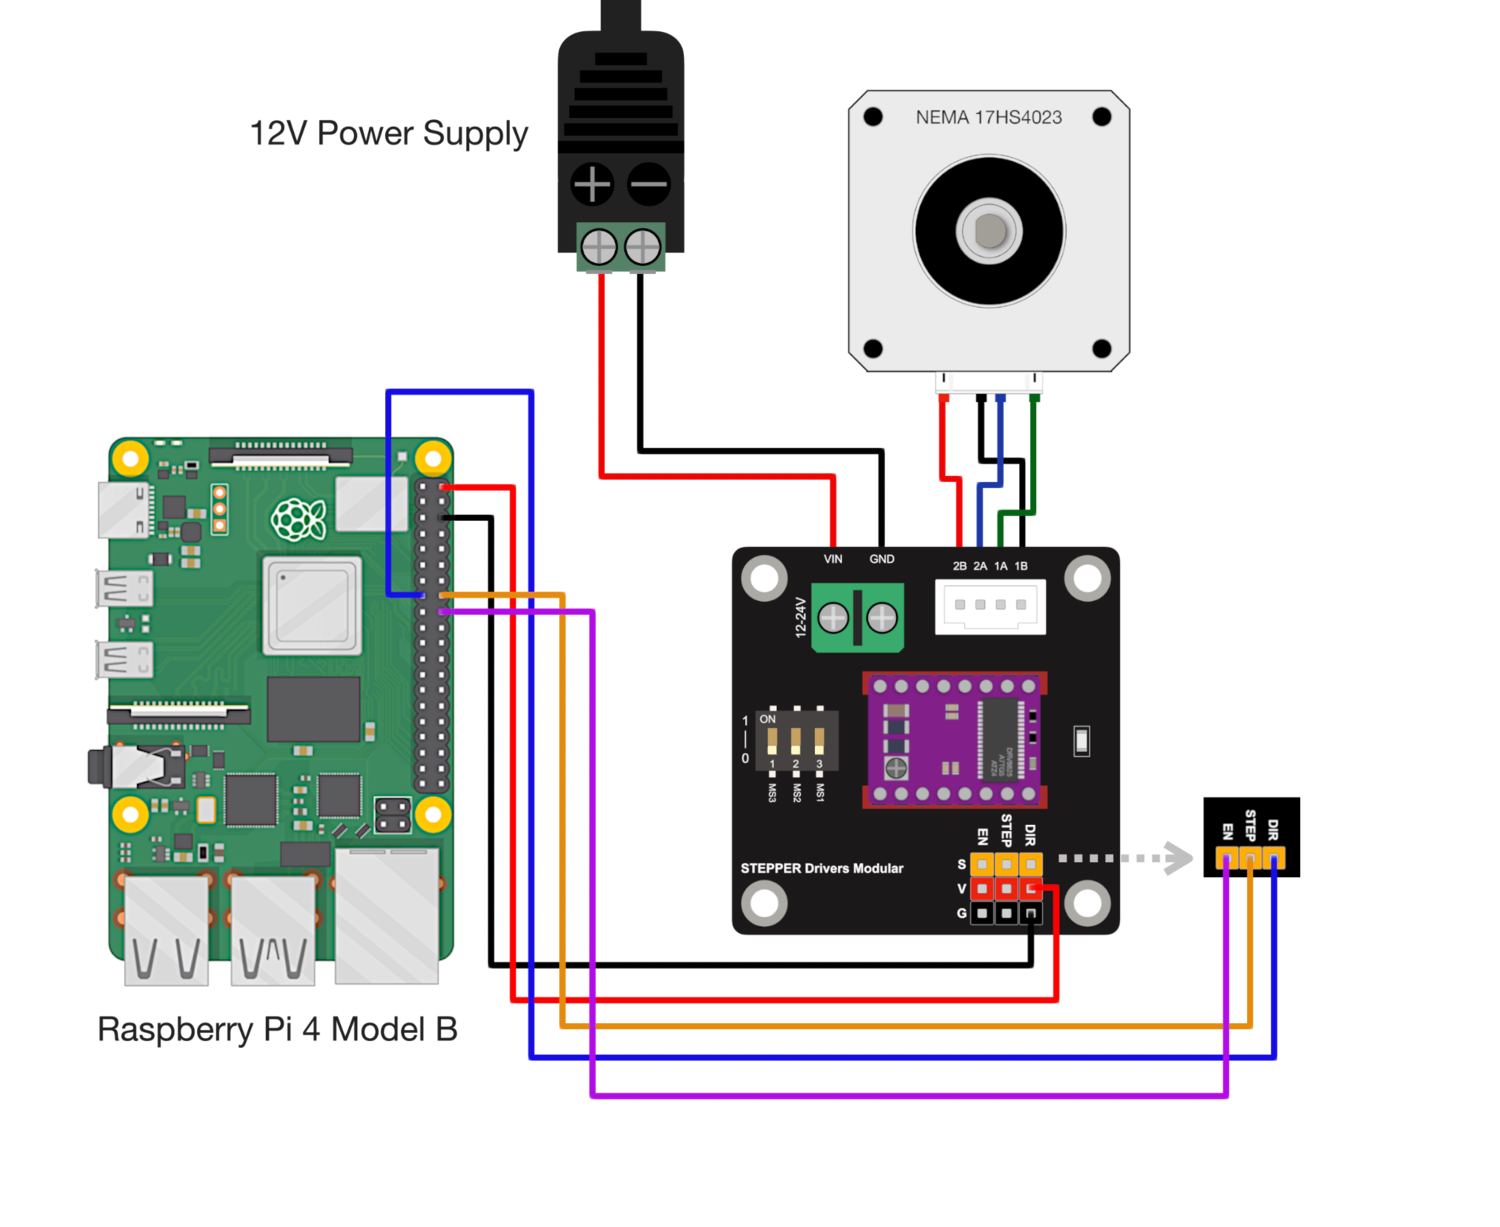 12V Power Supply
NEMA 17HS4023
VIN GND
2B 2A 1A 1B
12-24V
1
0
ON
1 2 3
MS3 MS2 MS1
DRV8825
EN STEP DIR
S
V
G
STEPPER Drivers Modular
EN STEP DIR
Raspberry Pi 4 Model B